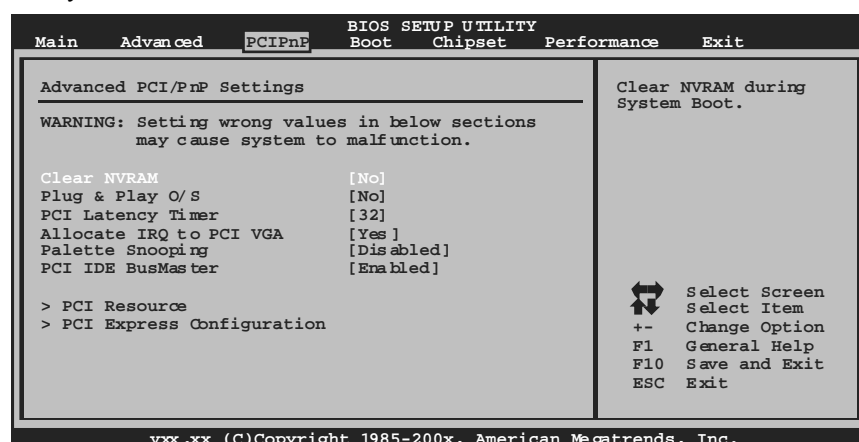 BIOS SETUP UTILITY
Main Advanced PCIPnP Boot Chipset Performance Exit
Advanced PCI/PnP Settings
WARNING: Setting wrong values in below sections
may cause system to malfunction.
Clear NVRAM [No]
Plug & Play O/S [No]
PCI Latency Timer [32]
Allocate IRQ to PCI VGA [Yes]
Palette Snooping [Disabled]
PCI IDE BusMaster [Enabled]
> PCI Resource
> PCI Express Configuration
Clear NVRAM during
System Boot.
Select Screen
Select Item
+- Change Option
F1 General Help
F10 Save and Exit
ESC Exit
vxx.xx (C)Copyright 1985-200x, American Megatrends, Inc.